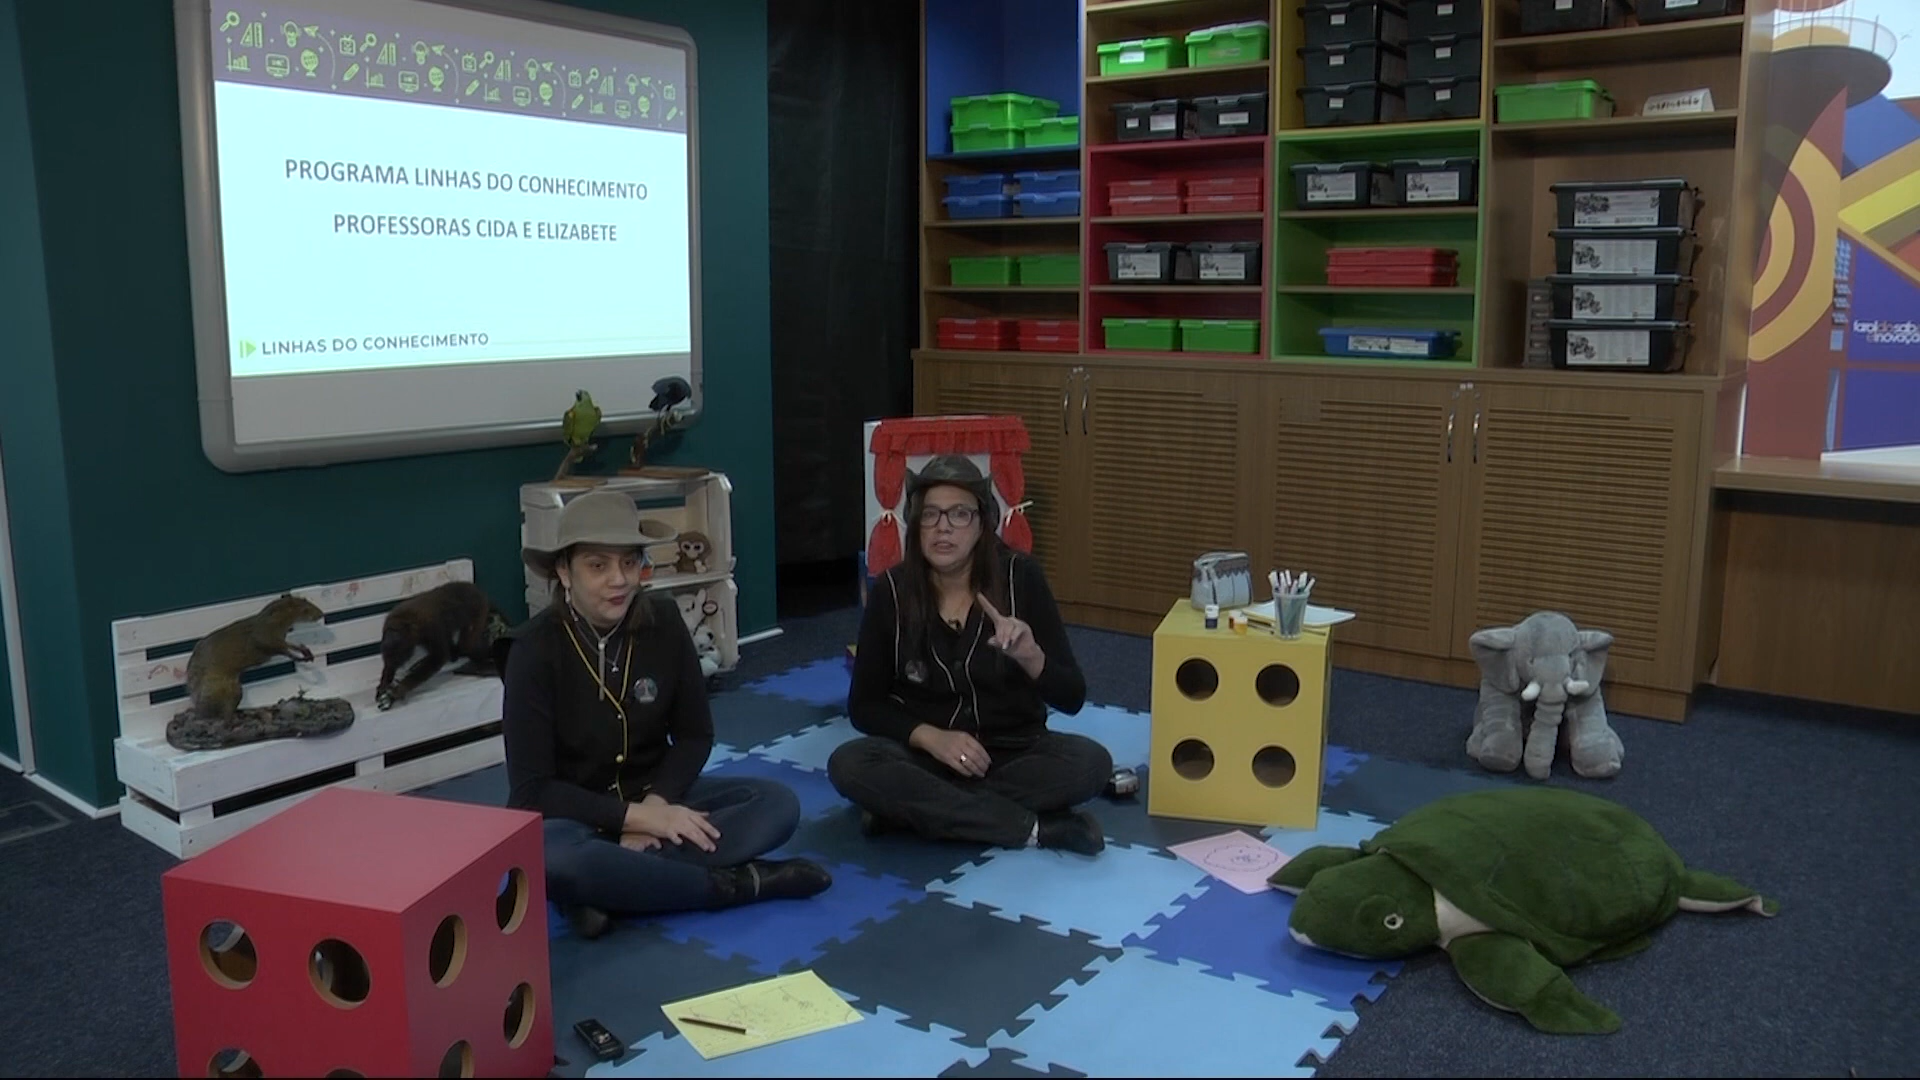 PROGRAMA LINHAS DO CONHECIMENTO
PROFESSORAS CIDA E ELIZABETE
LINHAS DO CONHECIMENTO